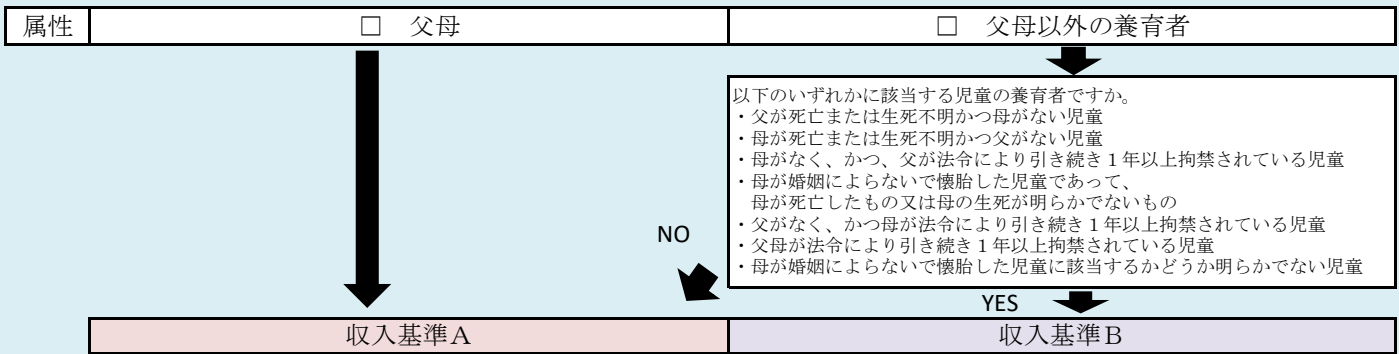 属性
□ 父母
□ 父母以外の養育者
以下のいずれかに該当する児童の養育者ですか。
・父が死亡または生死不明かつ母がない児童
・母が死亡または生死不明かつ父がない児童
・母がなく、かつ、父が法令により引き続き１年以上拘禁されている児童
・母が婚姻によらないで懐胎した児童であって、
母が死亡したもの又は母の生死が明らかでないもの
・父がなく、かつ母が法令により引き続き１年以上拘禁されている児童
・父母が法令により引き続き１年以上拘禁されている児童
・母が婚姻によらないで懐胎した児童に該当するかどうか明らかでない児童
NO
YES
収入基準Ａ
収入基準Ｂ